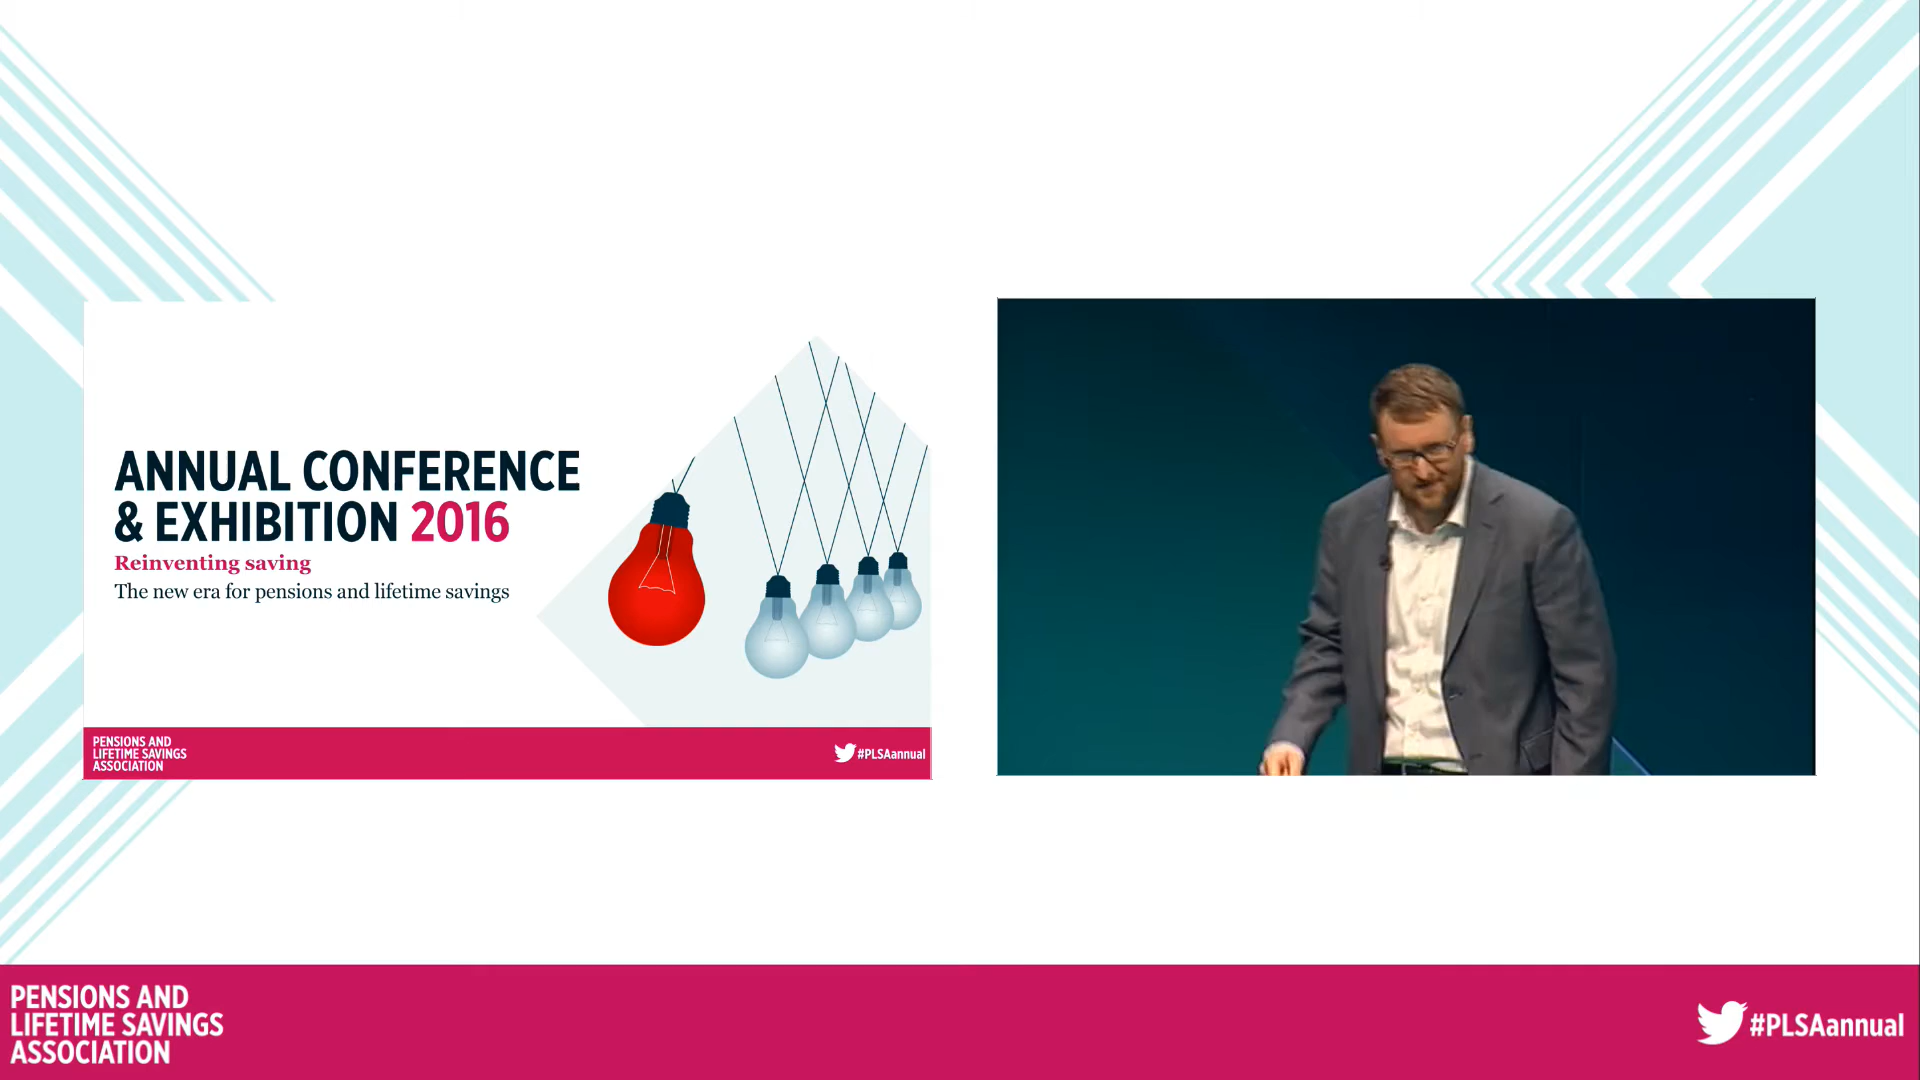 ANNUAL CONFERENCE
& EXHIBITION 2016
Reinventing saving
The new era for pensions and lifetime savings
PENSIONS AND
LIFETIME SAVINGS
ASSOCIATION
#PLSAannual
PENSIONS AND
LIFETIME SAVINGS
ASSOCIATION
#PLSAannual